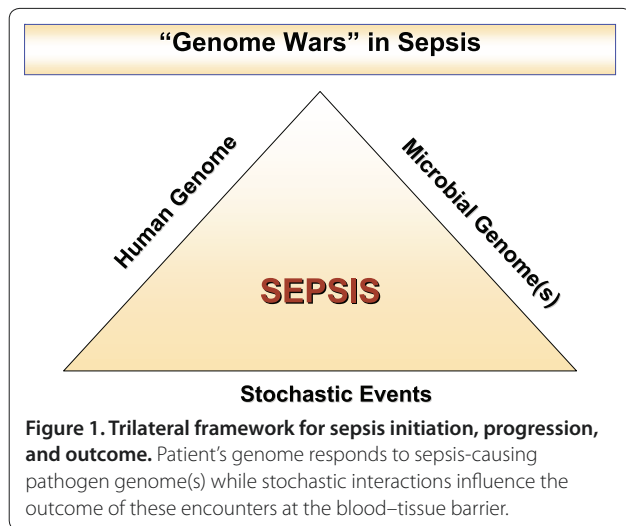 “Genome Wars” in Sepsis
Human Genome
Microbial Genome(s)
SEPSIS
Stochastic Events
Figure 1. Trilateral framework for sepsis initiation, progression,
and outcome. Patient’s genome responds to sepsis-causing
pathogen genome(s) while stochastic interactions influence the
outcome of these encounters at the blood–tissue barrier.